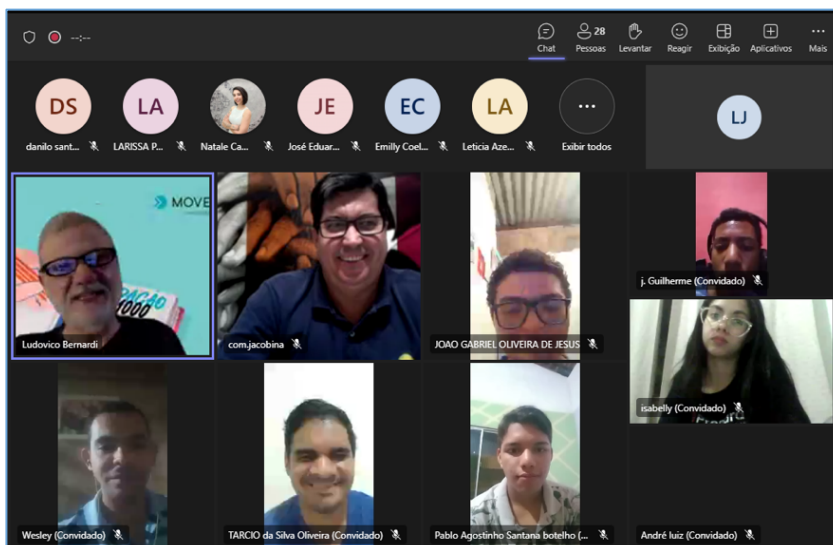 --:--
28
Chat
Pessoas
Levantar
Reagir
Exibição
Aplicativos
Mais
DS
LA
JE
EC
LA
...
LJ
danilo sant...
LARISSA P...
Natale Ca...
José Eduar...
Emilly Coel...
Leticia Aze...
Exibir todos
MOVE
1000
Ludovico Bernardi
com.jacobina
JOAO GABRIEL OLIVEIRA DE JESUS
j. Guilherme (Convidado)
isabelly (Convidado)
Wesley (Convidado)
TARCIO da Silva Oliveira (Convidado)
Pablo Agostinho Santana botelho (...
André luiz (Convidado)